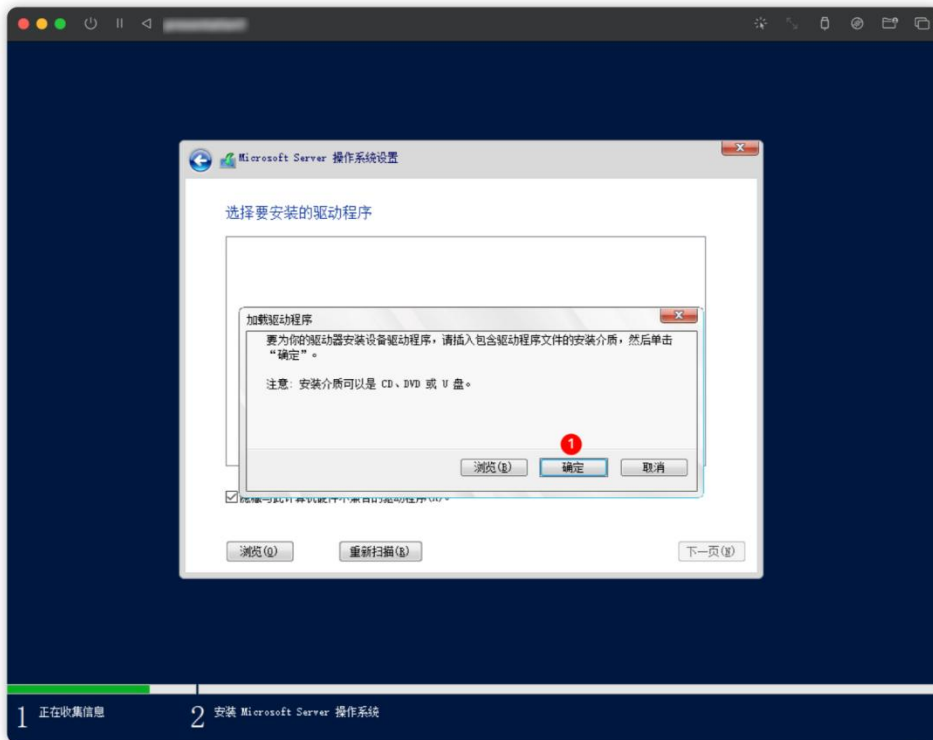 Microsoft Server 操作系统设置
选择要安装的驱动程序
加载驱动程序
要为你的驱动器安装设备驱动程序，请插入包含驱动程序文件的安装介质，然后单击
“确定”。
注意: 安装介质可以是 CD、DVD 或 U 盘。
1
浏览(B) 确定 取消
浏览(O) 重新扫描(R) 下一页(N)
1 正在收集信息 2 安装 Microsoft Server 操作系统